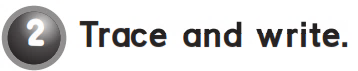 2 Trace and write.